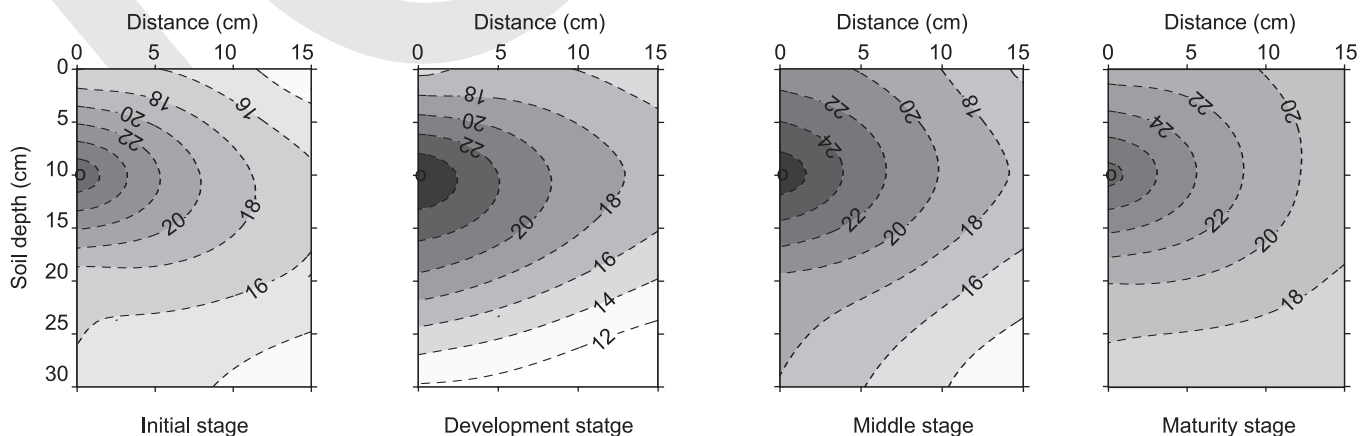 Distance (cm) Distance (cm) Distance (cm) Distance (cm)
0 5 10 15 0 5 10 15 0 5 10 15 0 5 10 15
Soil depth (cm)
0
5
10
15
20
25
30
18 16 20 22 20 18 16
18 20 22 20 18 16 14 12
22 20 18 24 22 20 18 16
22 20 24 22 20 18
Initial stage Development statge Middle stage Maturity stage